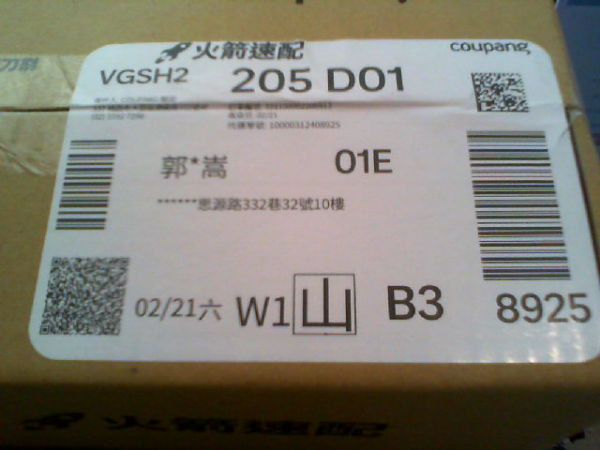 火箭速配
coupang
VGSH2
205 D01
10000312408925
郭*嵩
01E
******思源路332巷32號10樓
02/21六
W1
山
B3
8925
火箭速配